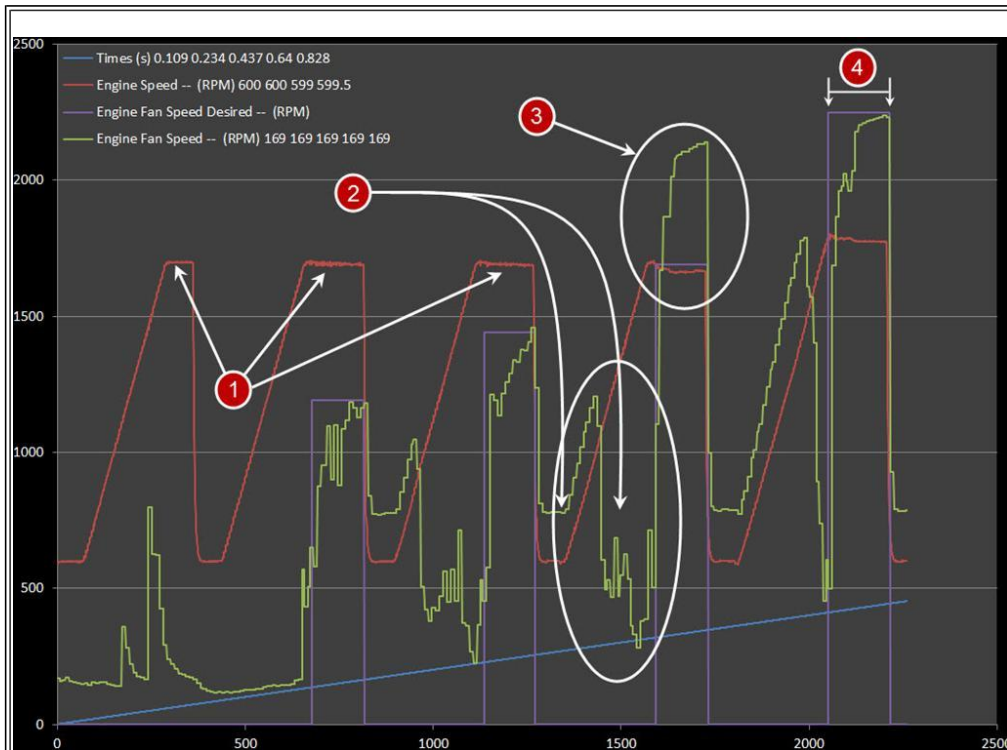 2500
Times (s) 0.109 0.234 0.437 0.64 0.828
Engine Speed -- (RPM) 600 600 599 599.5
Engine Fan Speed Desired -- (RPM)
Engine Fan Speed -- (RPM) 169 169 169 169 169
4
3
2
1
2000
1500
1000
500
0
0 500 1000 1500 2000 2500